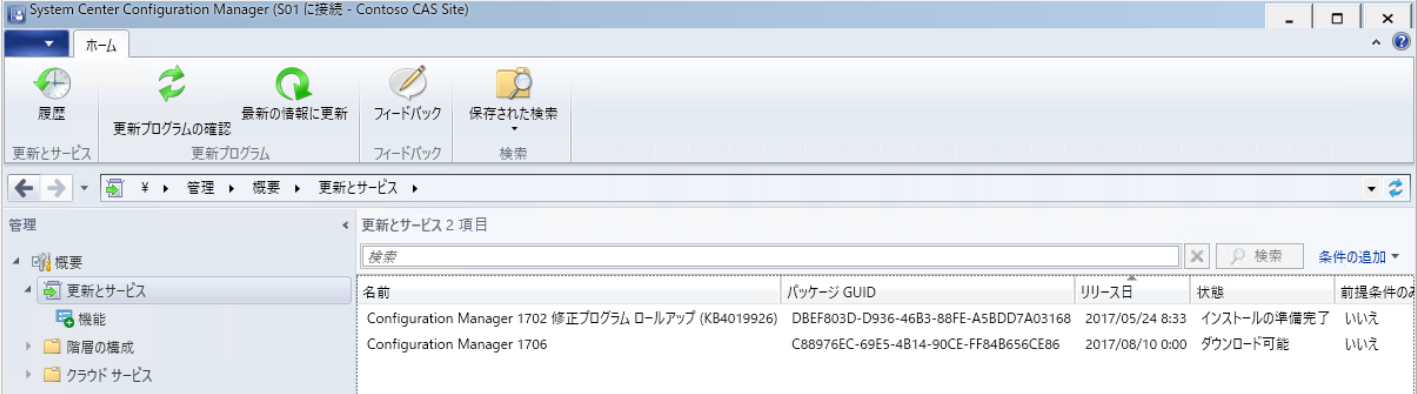 System Center Configuration Manager (S01 に接続 - Contoso CAS Site)
ホーム
履歴
更新プログラムの確認
最新の情報に更新
フィードバック
保存された検索
更新とサービス
更新プログラム
フィードバック
検索
¥ 管理 概要 更新とサービス
管理
更新とサービス 2 項目
検索
検索
条件の追加
概要
更新とサービス
機能
階層の構成
クラウド サービス
名前 パッケージ GUID リリース日 状態 前提条件のみ
Configuration Manager 1702 修正プログラム ロールアップ (KB4019926) DBEF803D-D936-46B3-88FE-A5BDD7A03168 2017/05/24 8:33 インストールの準備完了 いいえ
Configuration Manager 1706 C88976EC-69E5-4B14-90CE-FF84B656CE86 2017/08/10 0:00 ダウンロード可能 いいえ